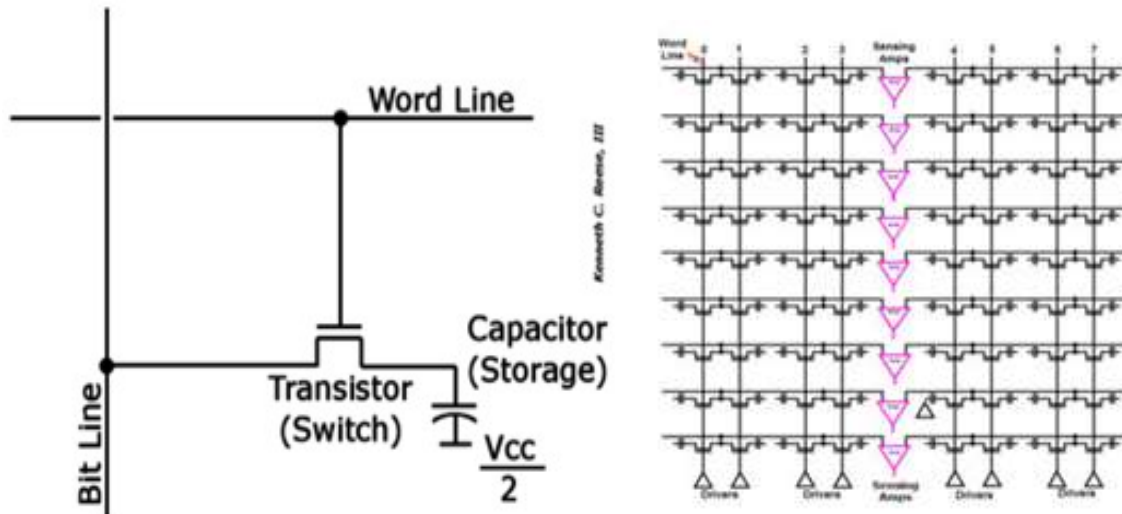 Word Line
Transistor
(Switch)
Capacitor
(Storage)
Vcc
2
Bit Line
Kenneth C. Reese, III
Word
Line
0 1 2 3
Sensing
Amps
4 5 6 7
Drivers
Drivers
Sensing
Amps
Drivers
Drivers